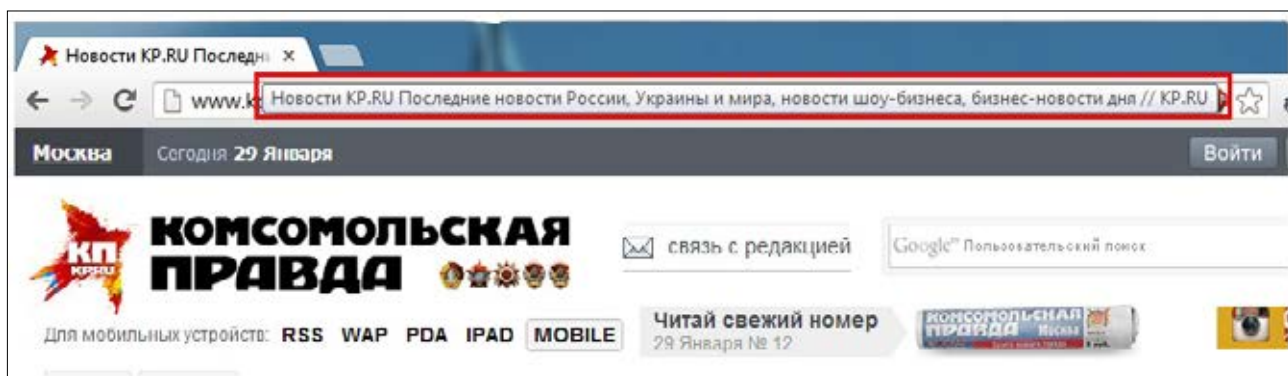 Новости KP.RU Последн
www.k
Новости KP.RU Последние новости России, Украины и мира, новости шоу-бизнеса, бизнес-новости дня // KP.RU
Москва Сегодня 29 Января Войти
КП
KP.RU
КОМСОМОЛЬСКАЯ
ПРАВДА
связь с редакцией
Google™ Пользовательский поиск
Для мобильных устройств: RSS WAP PDA IPAD MOBILE
Читай свежий номер
29 Января № 12
КОМСОМОЛЬСКАЯ
ПРАВДА Москва